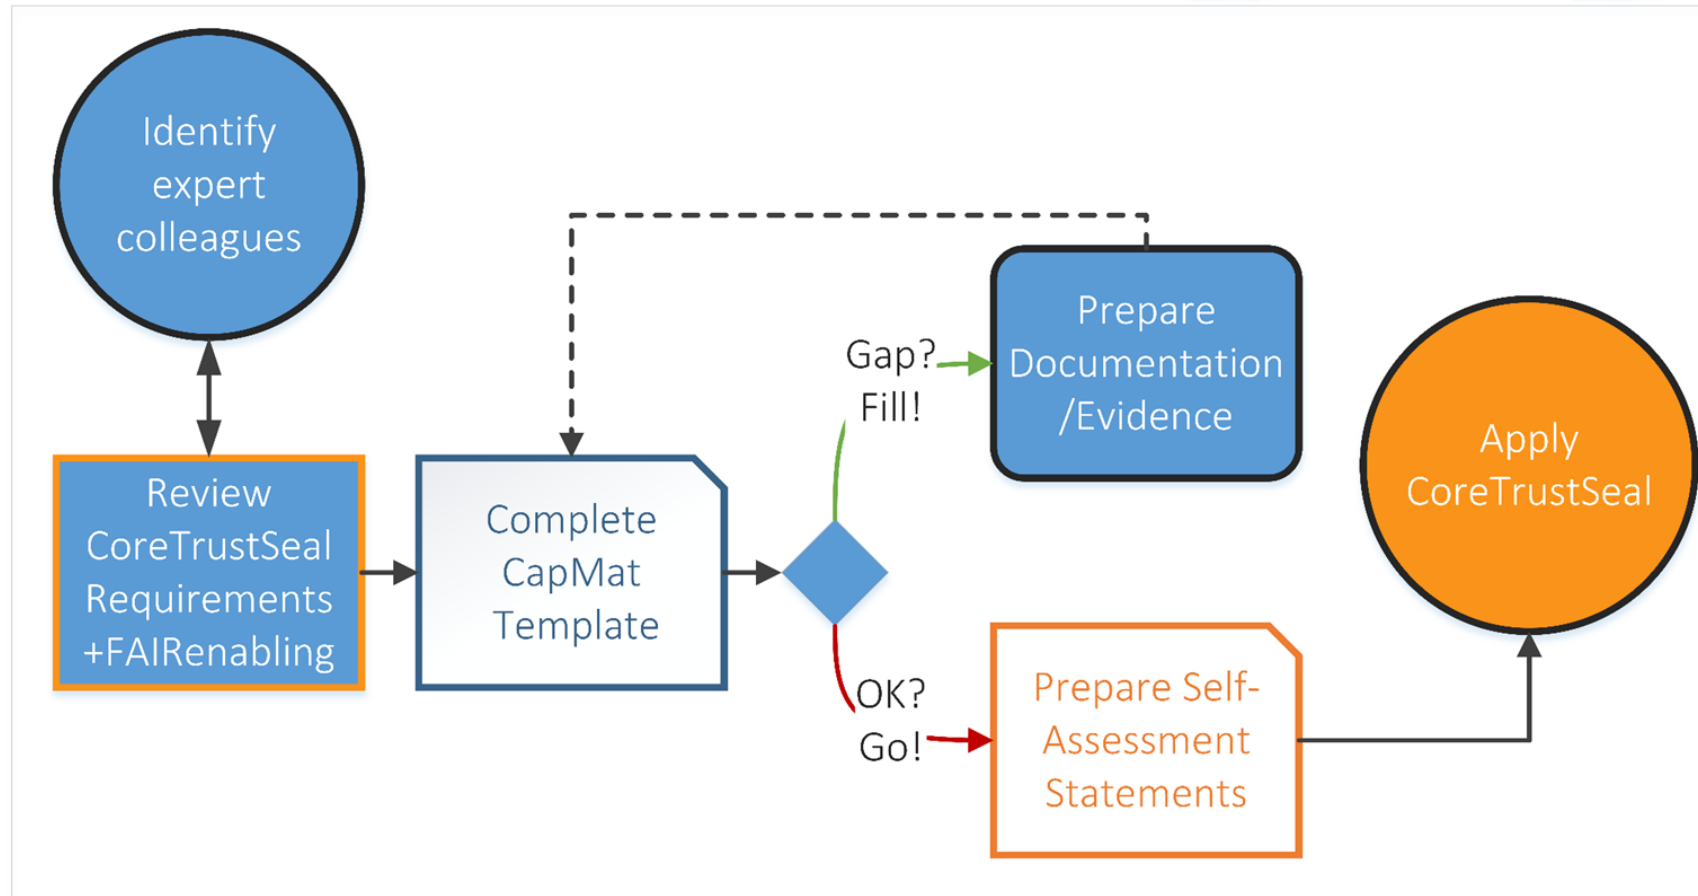 Identify
expert
colleagues
Review
CoreTrustSeal
Requirements
+FAIRenabling
Complete
CapMat
Template
Gap?
Fill!
Prepare
Documentation
/Evidence
OK?
Go!
Prepare Self-
Assessment
Statements
Apply
CoreTrustSeal